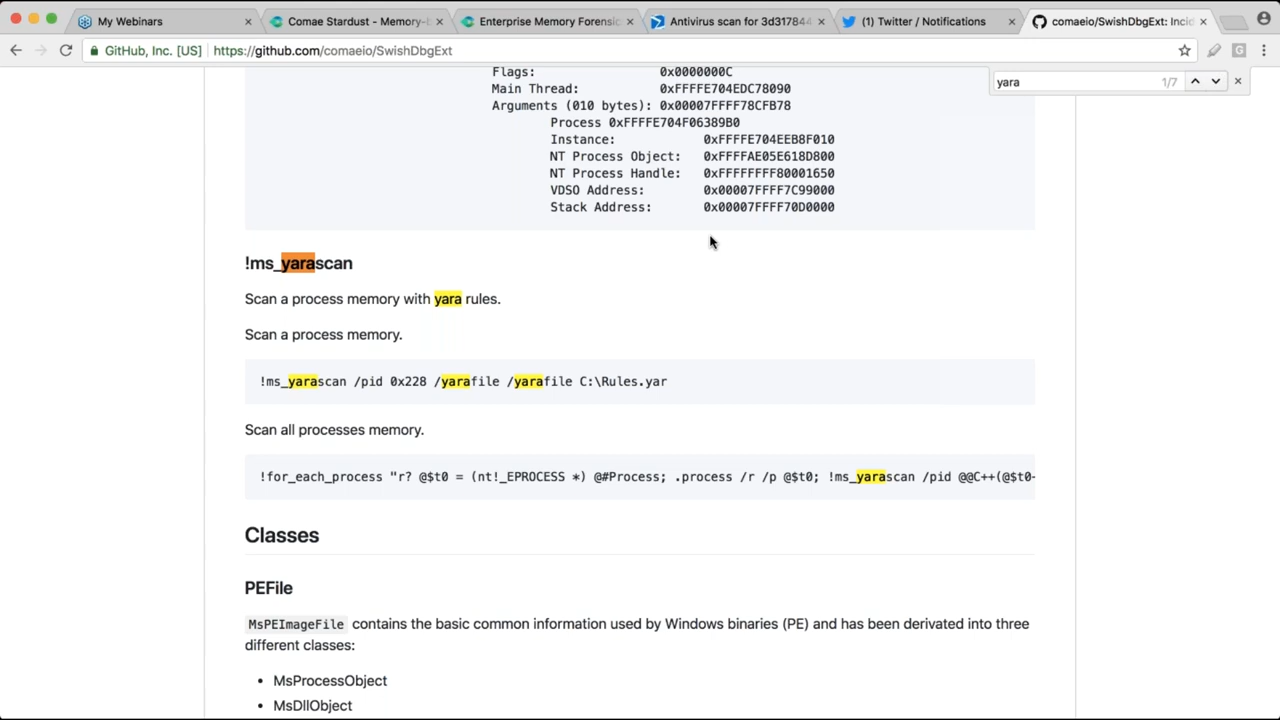 My Webinars
Comae Stardust - Memory-b
Enterprise Memory Forensic
Antivirus scan for 3d317844
(1) Twitter / Notifications
comaeio/SwishDbgExt: Incid
GitHub, Inc. [US]
https://github.com/comaeio/SwishDbgExt
yara
1/7
Flags: 0x0000000C
Main Thread: 0xFFFFE704EDC78090
Arguments (010 bytes): 0x00007FFFF78CFB78
Process 0xFFFFE704F06389B0
Instance: 0xFFFFE704EEB8F010
NT Process Object: 0xFFFFAE05E618D800
NT Process Handle: 0xFFFFFFFF80001650
VDSO Address: 0x00007FFFF7C99000
Stack Address: 0x00007FFFF70D0000
!ms_yarascan
Scan a process memory with yara rules.
Scan a process memory.
!ms_yarascan /pid 0x228 /yarafile /yarafile C:\Rules.yar
Scan all processes memory.
!for_each_process "r? @$t0 = (nt!_EPROCESS *) @#Process; .process /r /p @$t0; !ms_yarascan /pid @@C++(@$t0-
Classes
PEFile
MsPEImageFile contains the basic common information used by Windows binaries (PE) and has been derivated into three
different classes:
• MsProcessObject
• MsDllObject